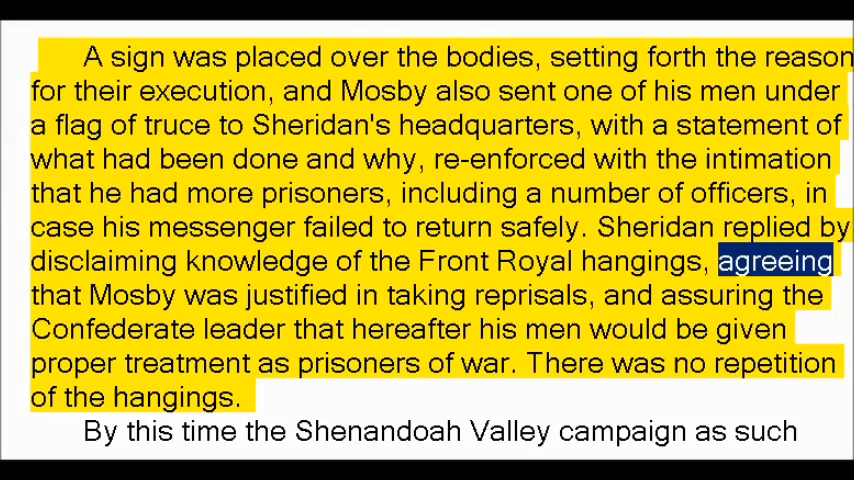 A sign was placed over the bodies, setting forth the reason
for their execution, and Mosby also sent one of his men under
a flag of truce to Sheridan's headquarters, with a statement of
what had been done and why, re-enforced with the intimation
that he had more prisoners, including a number of officers, in
case his messenger failed to return safely. Sheridan replied by
disclaiming knowledge of the Front Royal hangings, agreeing
that Mosby was justified in taking reprisals, and assuring the
Confederate leader that hereafter his men would be given
proper treatment as prisoners of war. There was no repetition
of the hangings.
By this time the Shenandoah Valley campaign as such